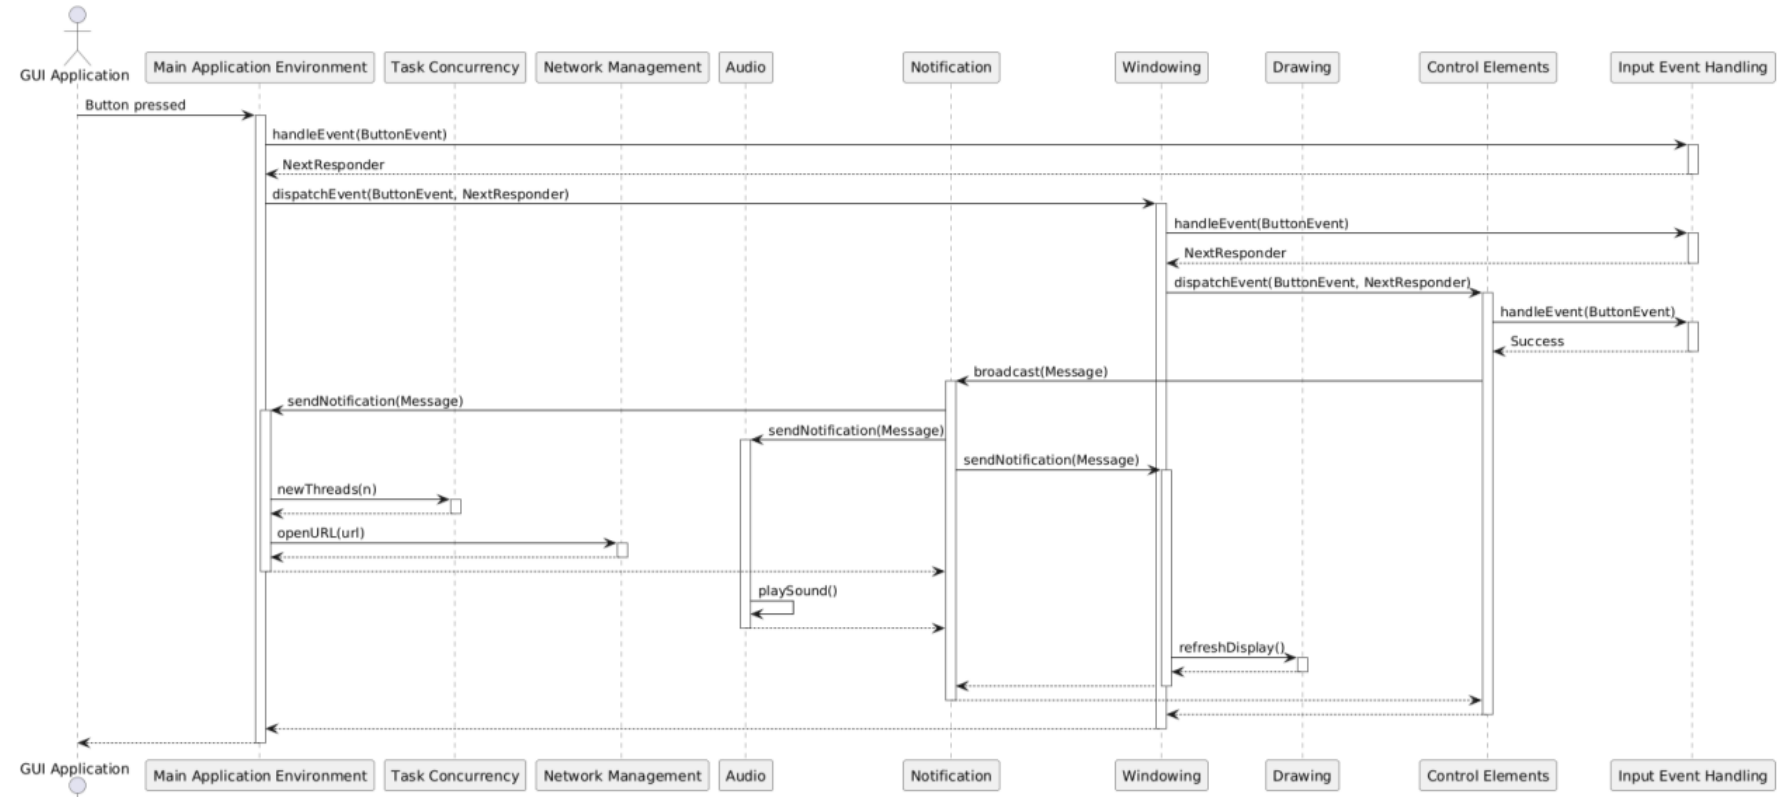 GUI Application
Main Application Environment
Task Concurrency
Network Management
Audio
Notification
Windowing
Drawing
Control Elements
Input Event Handling
Button pressed
handleEvent(ButtonEvent)
NextResponder
dispatchEvent(ButtonEvent, NextResponder)
handleEvent(ButtonEvent)
NextResponder
dispatchEvent(ButtonEvent, NextResponder)
handleEvent(ButtonEvent)
Success
broadcast(Message)
sendNotification(Message)
sendNotification(Message)
sendNotification(Message)
newThreads(n)
openURL(url)
playSound()
refreshDisplay()
GUI Application
Main Application Environment
Task Concurrency
Network Management
Audio
Notification
Windowing
Drawing
Control Elements
Input Event Handling